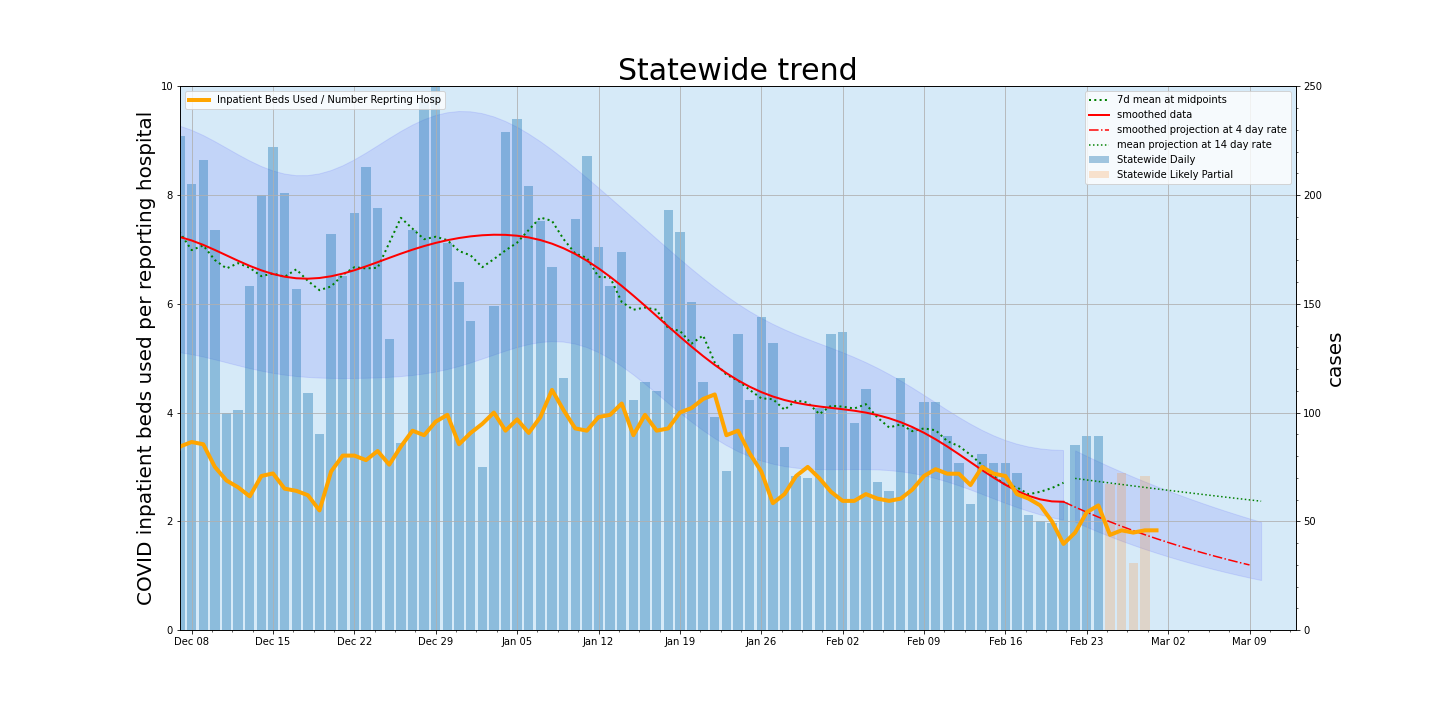 Statewide trend
COVID inpatient beds used per reporting hospital
10
8
6
4
2
0
Inpatient Beds Used / Number Reprting Hosp
7d mean at midpoints
smoothed data
smoothed projection at 4 day rate
mean projection at 14 day rate
Statewide Daily
Statewide Likely Partial
250
200
150
100
50
0
cases
Dec 08 Dec 15 Dec 22 Dec 29 Jan 05 Jan 12 Jan 19 Jan 26 Feb 02 Feb 09 Feb 16 Feb 23 Mar 02 Mar 09